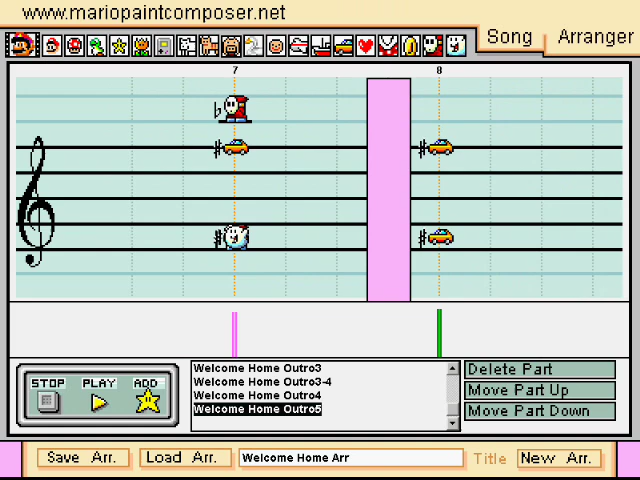 www.mariopaintcomposer.net
Song Arranger
7 8
Welcome Home Outro3
Welcome Home Outro3-4
Welcome Home Outro4
Welcome Home Outro5
STOP PLAY ADD
Delete Part
Move Part Up
Move Part Down
Save Arr. Load Arr. Welcome Home Arr Title New Arr.